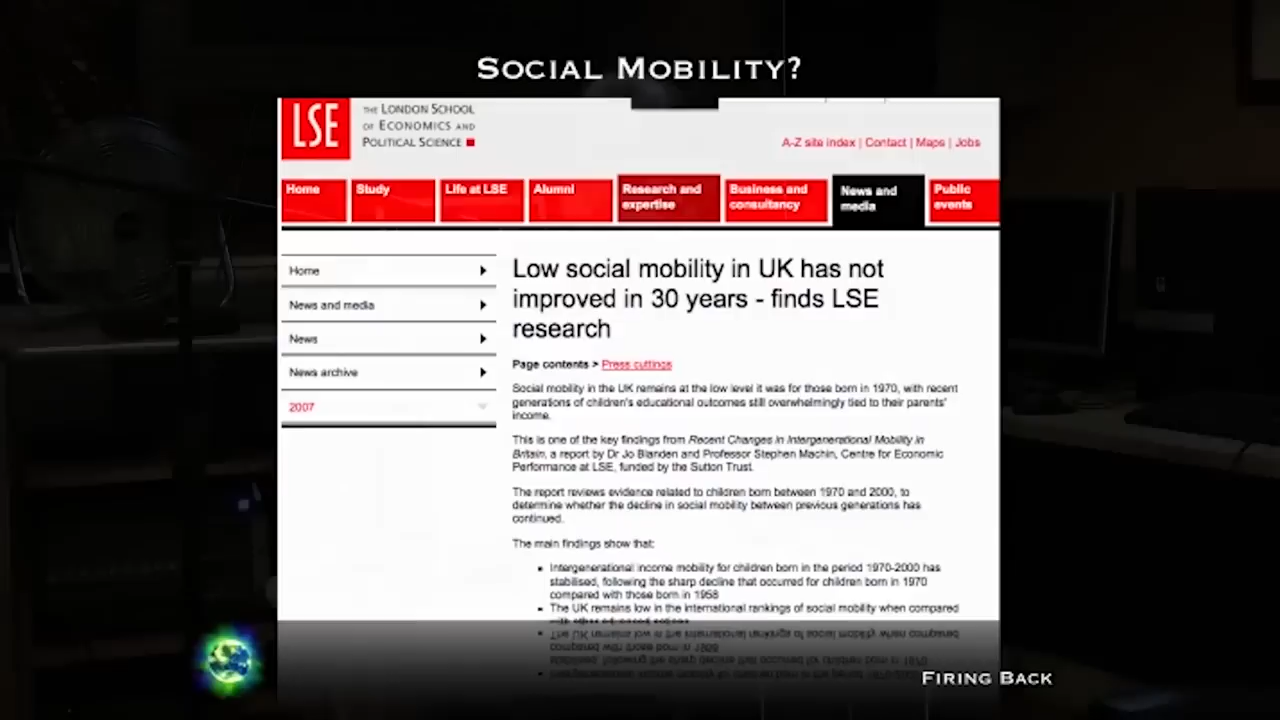 SOCIAL MOBILITY?
LSE
THE LONDON SCHOOL
OF ECONOMICS AND
POLITICAL SCIENCE
A-Z site index | Contact | Maps | Jobs
Home
Study
Life at LSE
Alumni
Research and
expertise
Business and
consultancy
News and
media
Public
events
Home
News and media
News
News archive
2007
Low social mobility in UK has not
improved in 30 years - finds LSE
research
Page contents > Press cuttings
Social mobility in the UK remains at the low level it was for those born in 1970, with recent
generations of children's educational outcomes still overwhelmingly tied to their parents'
income.
This is one of the key findings from Recent Changes in Intergenerational Mobility in
Britain, a report by Dr Jo Blanden and Professor Stephen Machin, Centre for Economic
Performance at LSE, funded by the Sutton Trust.
The report reviews evidence related to children born between 1970 and 2000, to
determine whether the decline in social mobility between previous generations has
continued.
The main findings show that:
Intergenerational income mobility for children born in the period 1970-2000 has
stabilised, following the sharp decline that occurred for children born in 1970
compared with those born in 1958
The UK remains low in the international rankings of social mobility when compared
FIRING BACK